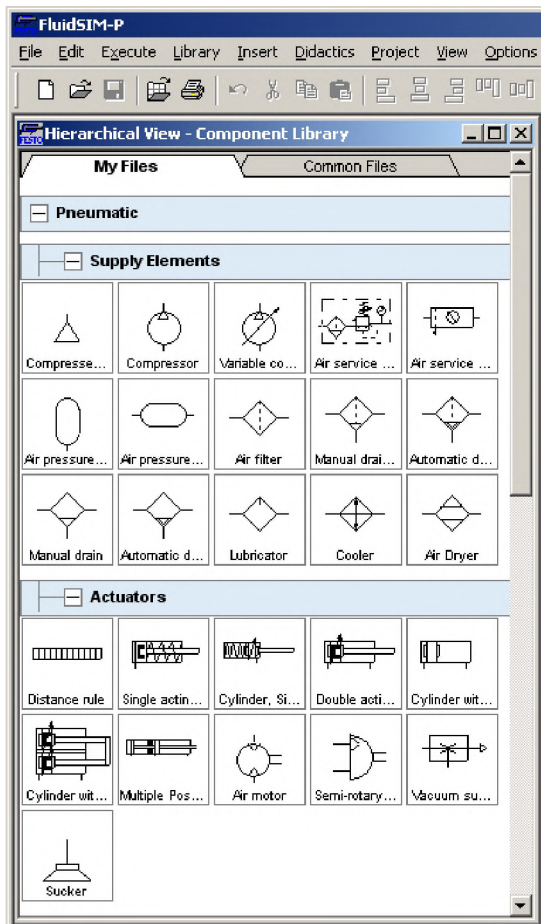 FluidSIM-P
File Edit Execute Library Insert Didactics Project View Options
Hierarchical View - Component Library
My Files Common Files
Pneumatic
Supply Elements
Compresse... Compressor Variable co... Air service ... Air service ...
Air pressure... Air pressure... Air filter Manual drai... Automatic d...
Manual drain Automatic d... Lubricator Cooler Air Dryer
Actuators
Distance rule Single actin... Cylinder, Si... Double acti... Cylinder wit...
Cylinder wit... Multiple Pos... Air motor Semi-rotary... Vacuum su...
Sucker